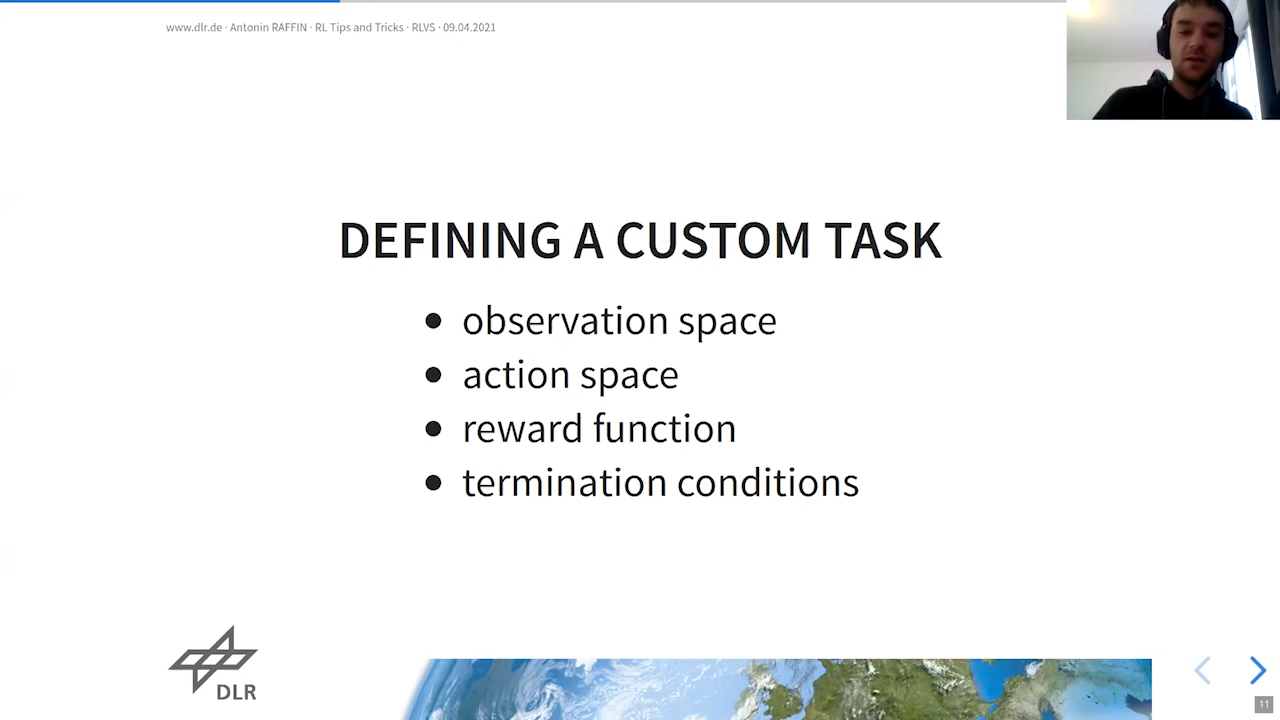 www.dlr.de · Antonin RAFFIN · RL Tips and Tricks · RLVS · 09.04.2021
DEFINING A CUSTOM TASK
• observation space
• action space
• reward function
• termination conditions
DLR
11